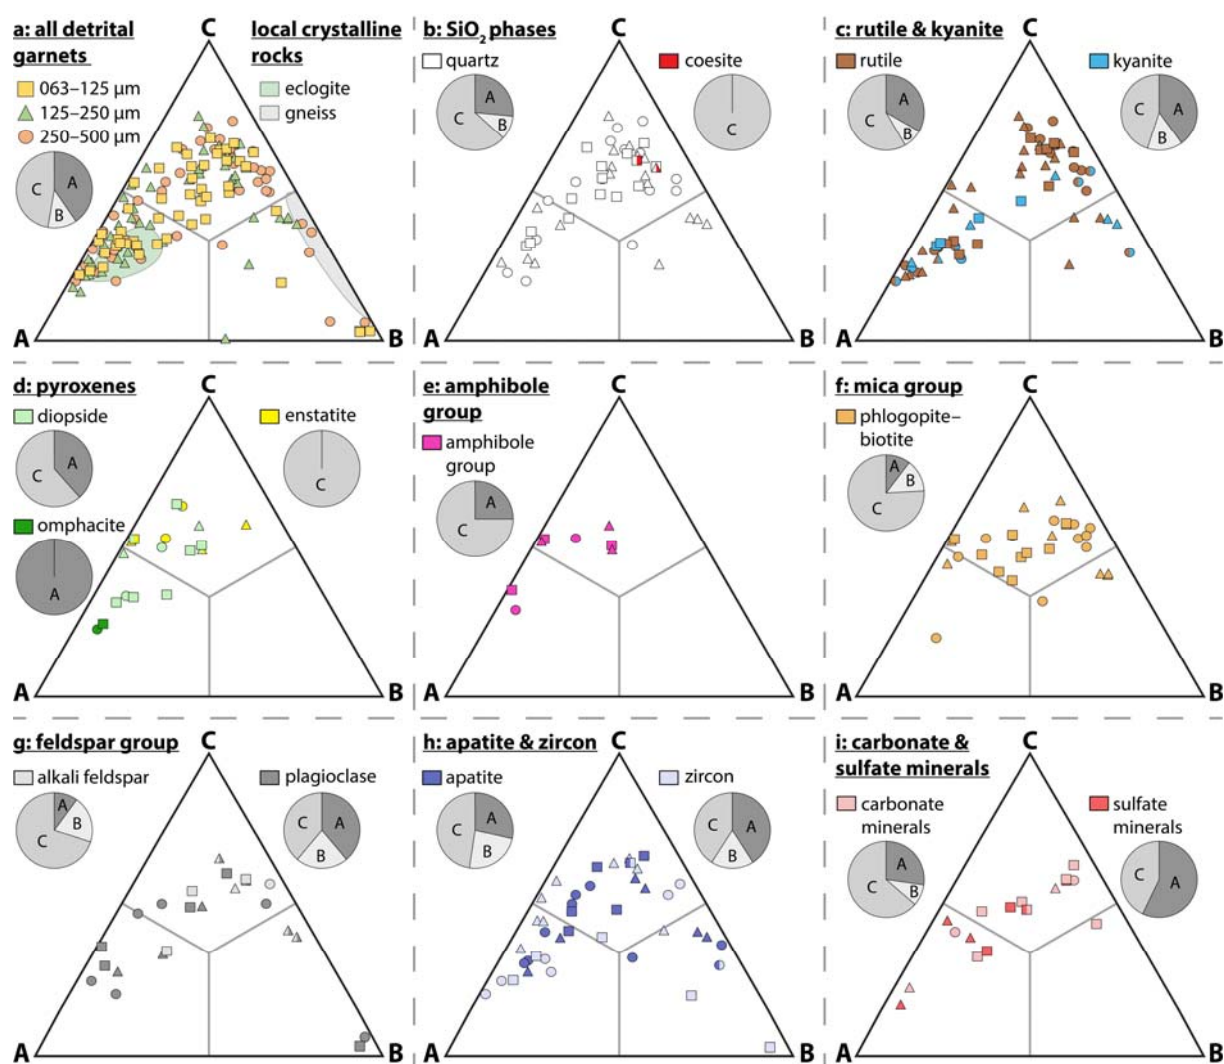 a: all detrital
garnets
063–125 µm
125–250 µm
250–500 µm
C
A
B
local crystalline
rocks
eclogite
gneiss
C
A
B
b: SiO₂ phases
quartz
A
B
C
coesite
C
C
A
B
c: rutile & kyanite
rutile
A
B
C
kyanite
A
B
C
C
A
B
d: pyroxenes
diopside
A
C
omphacite
A
enstatite
C
C
A
B
e: amphibole
group
amphibole
group
A
C
C
A
B
f: mica group
phlogopite–
biotite
A
B
C
C
A
B
g: feldspar group
alkali feldspar
A
B
C
plagioclase
A
B
C
C
A
B
h: apatite & zircon
apatite
A
B
C
zircon
A
B
C
C
A
B
i: carbonate &
sulfate minerals
carbonate
minerals
A
B
C
sulfate
minerals
A
C
A
B